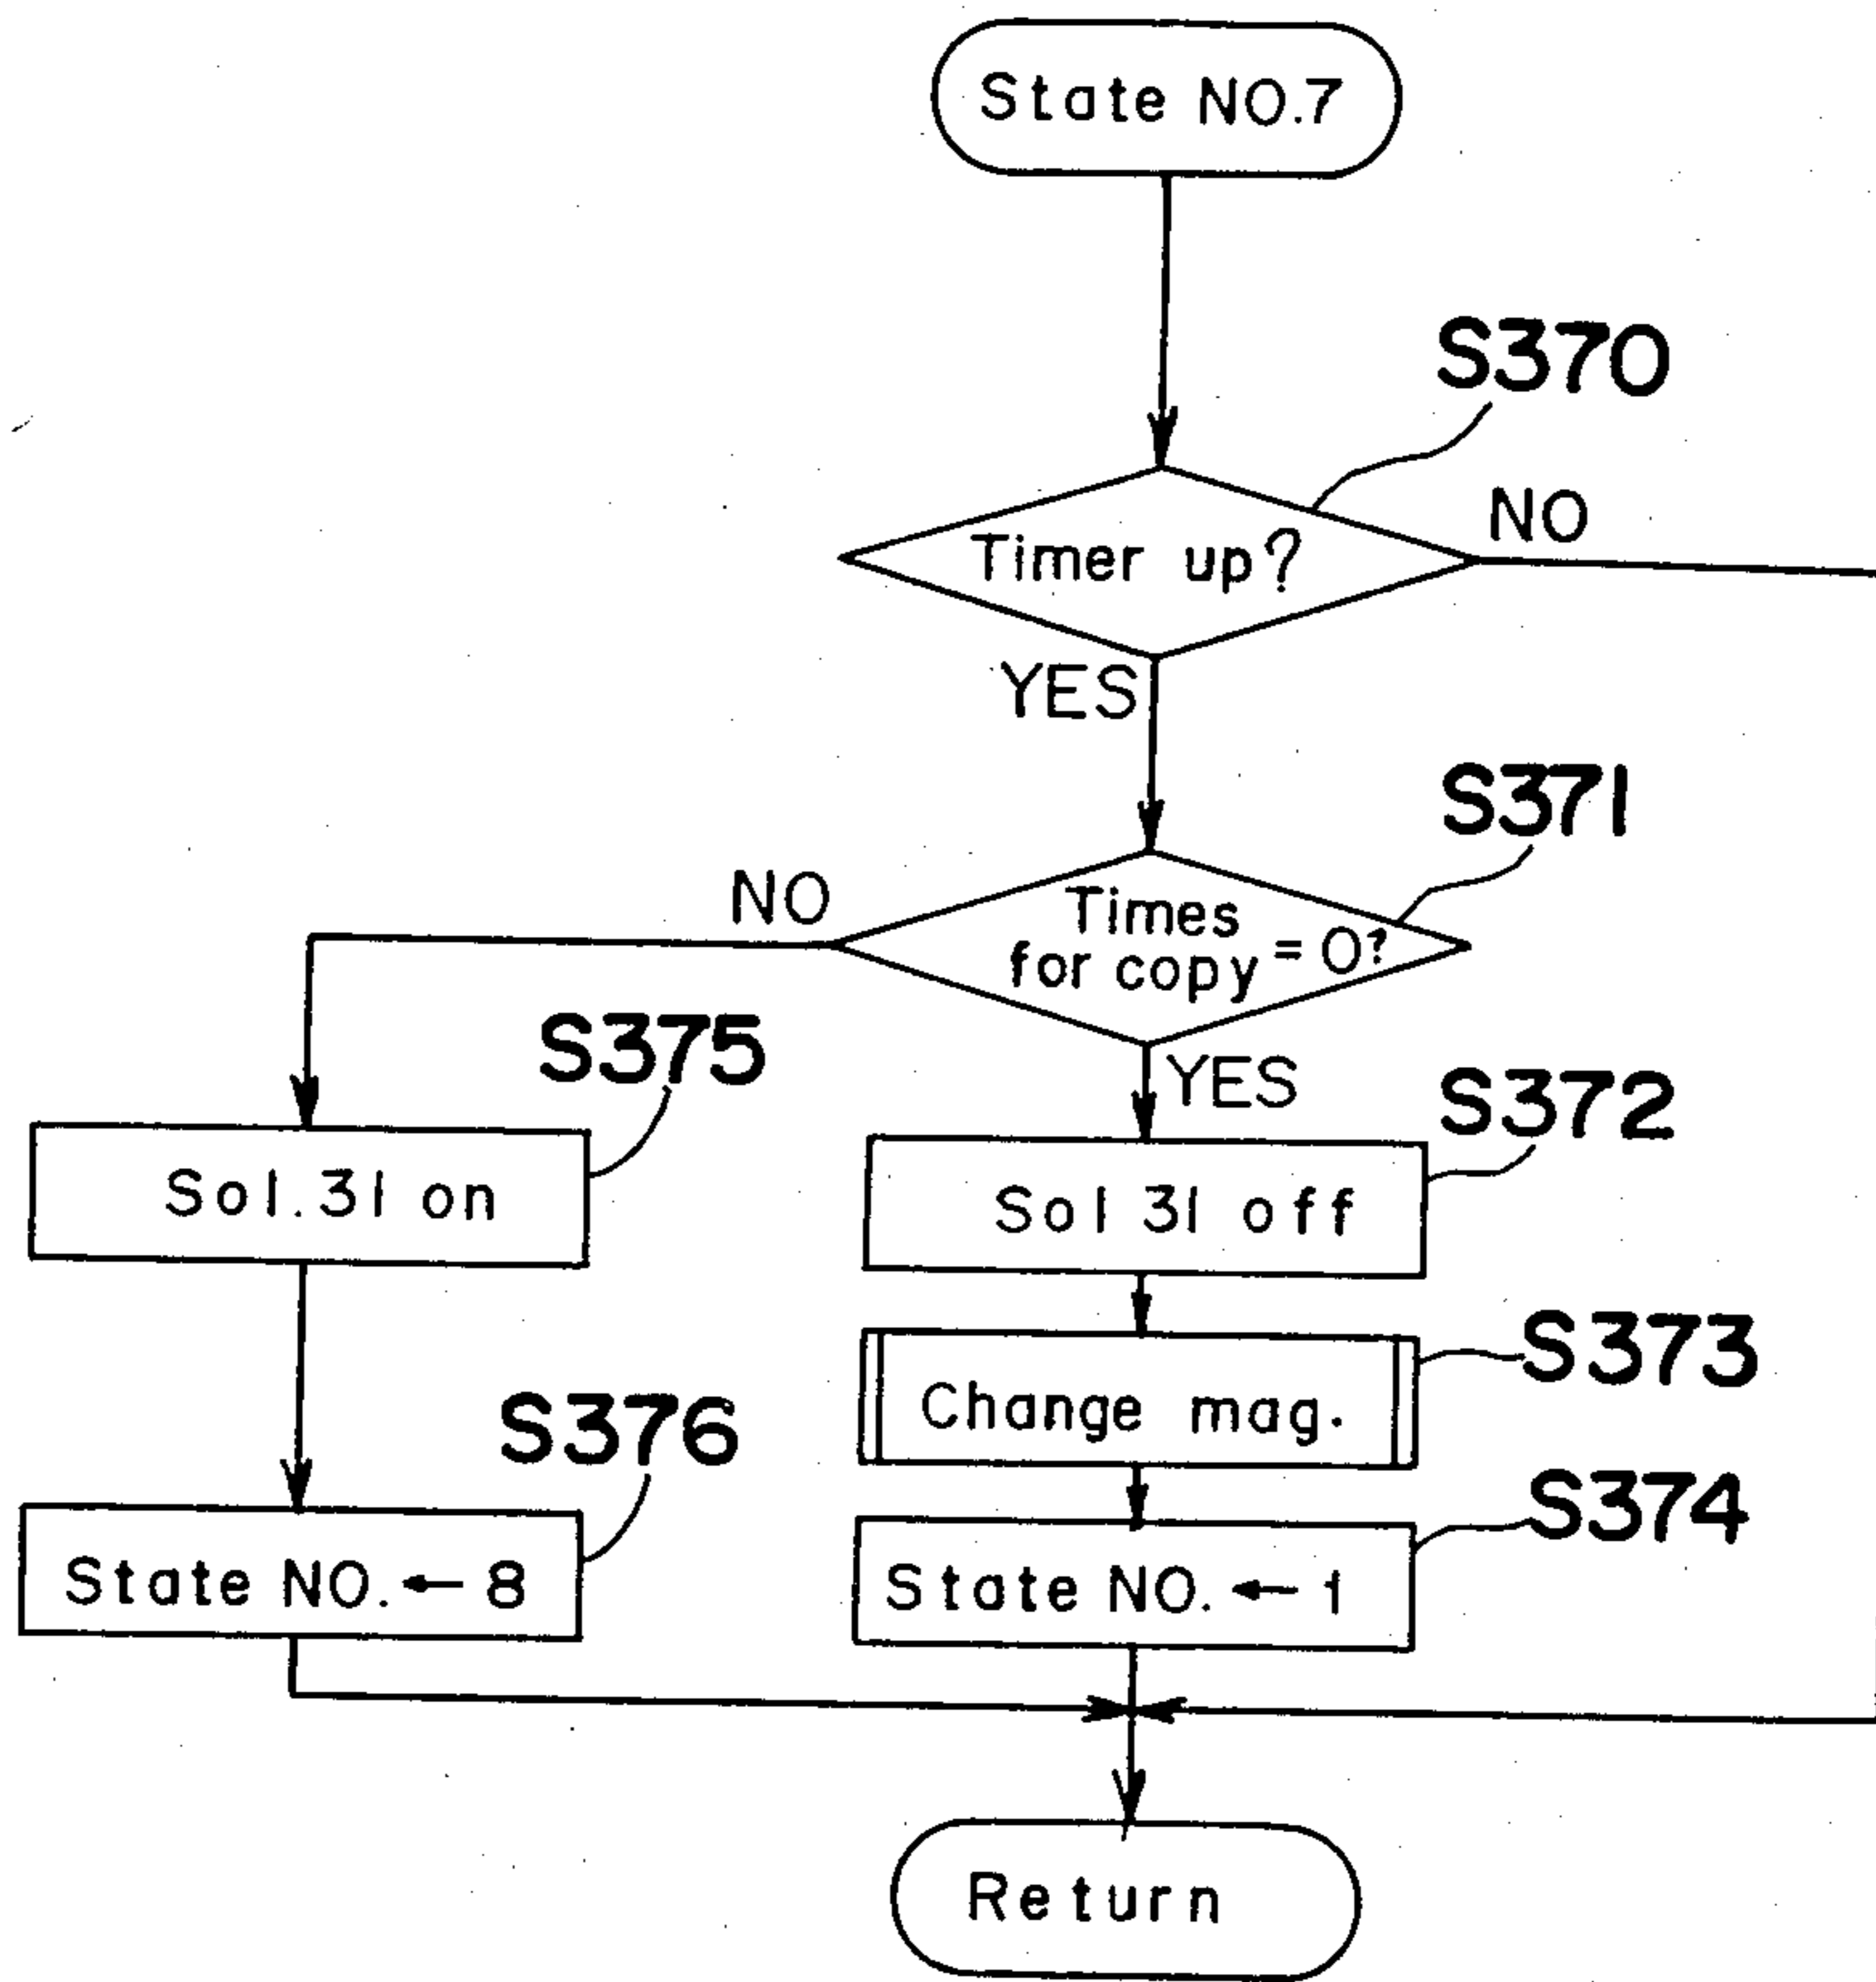 State NO.7
S370
Timer up?
NO
YES
S371
Times
for copy = 0?
NO
YES
S375
Sol.31 on
S372
Sol 31 off
S373
Change mag.
S376
State NO. ← 8
S374
State NO. ← 1
Return